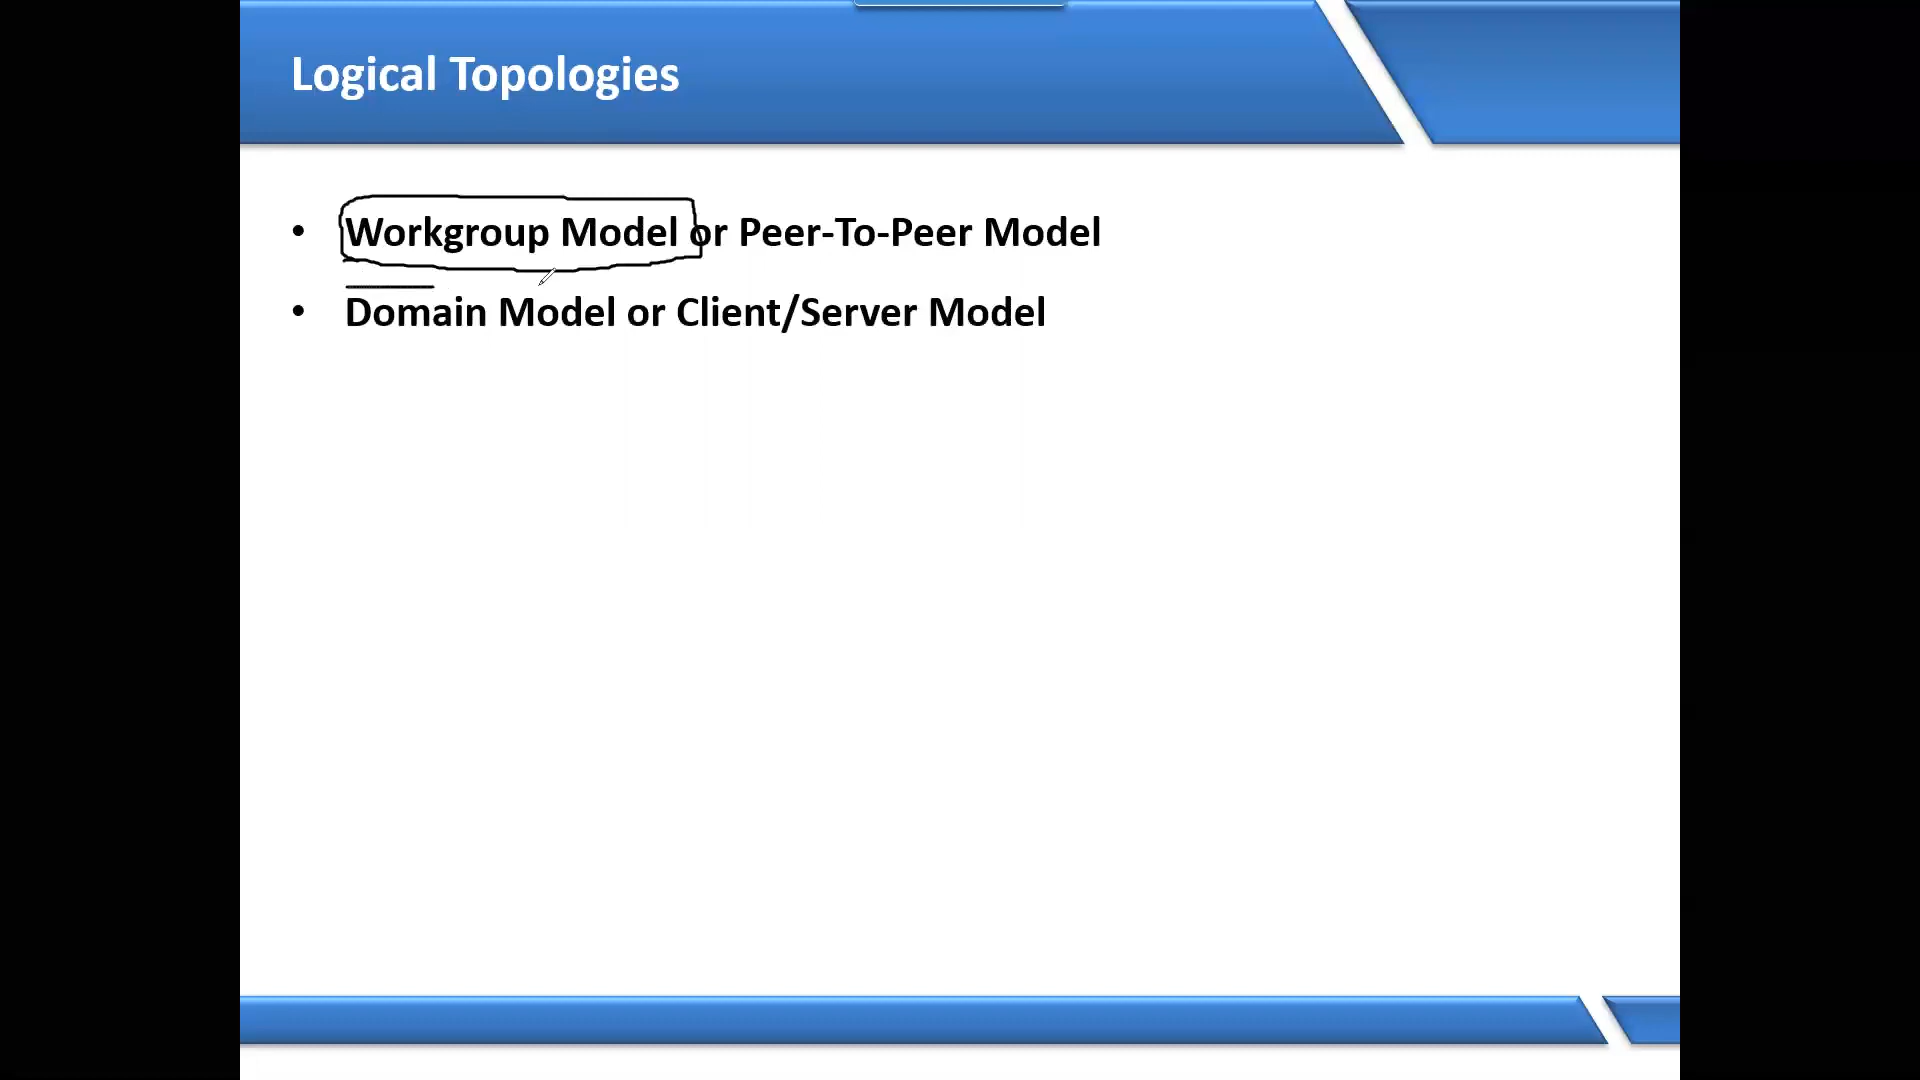 Logical Topologies
• Workgroup Model or Peer-To-Peer Model
• Domain Model or Client/Server Model